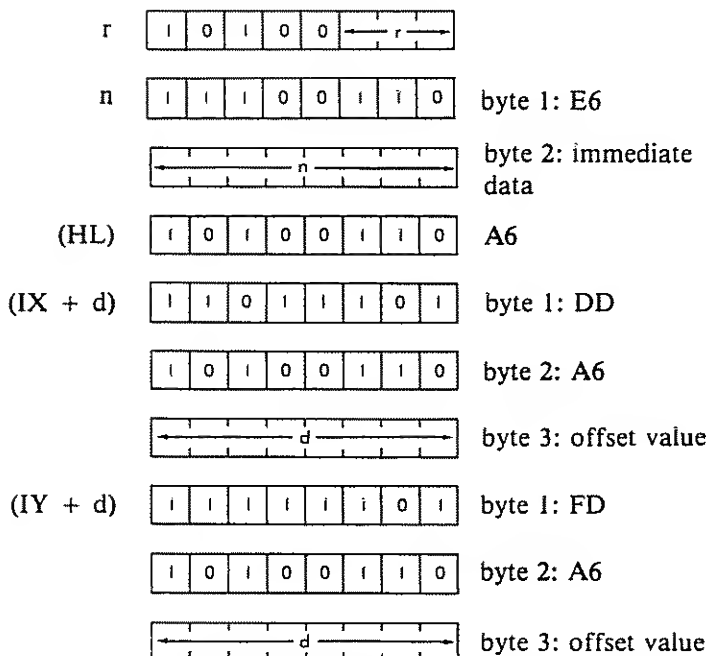 r 1 0 1 0 0 r
n 1 1 1 0 0 1 1 0 byte 1: E6
n byte 2: immediate
data
(HL) 1 0 1 0 0 1 1 0 A6
(IX + d) 1 1 0 1 1 1 0 1 byte 1: DD
1 0 1 0 0 1 1 0 byte 2: A6
d byte 3: offset value
(IY + d) 1 1 1 1 1 1 0 1 byte 1: FD
1 0 1 0 0 1 1 0 byte 2: A6
d byte 3: offset value